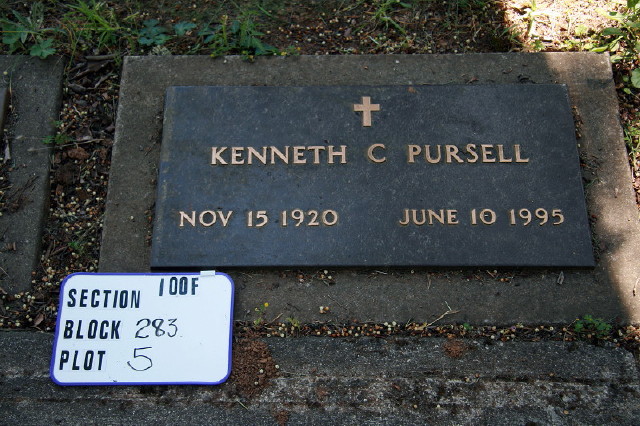 KENNETH C PURSELL
NOV 15 1920 JUNE 10 1995
SECTION 100F
BLOCK 283
PLOT 5